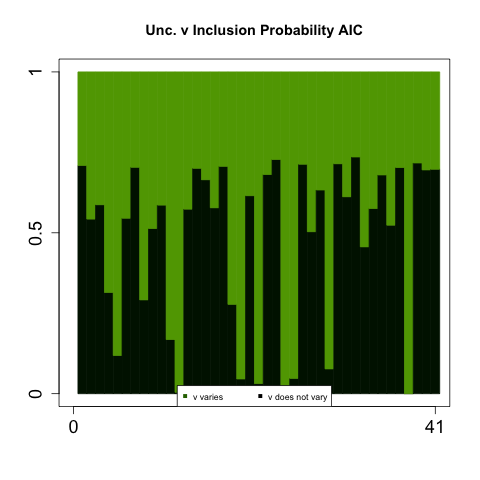 Unc. v Inclusion Probability AIC
1
0.5
0
v varies v does not vary
0 41